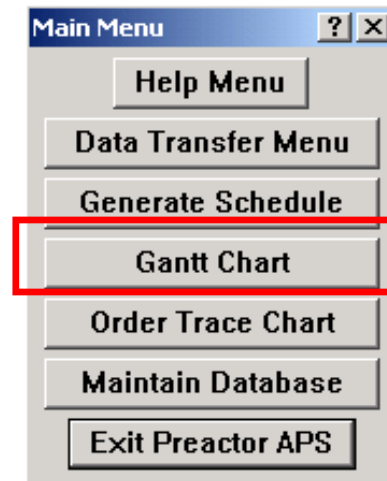 Main Menu ? X
Help Menu
Data Transfer Menu
Generate Schedule
Gantt Chart
Order Trace Chart
Maintain Database
Exit Preactor APS